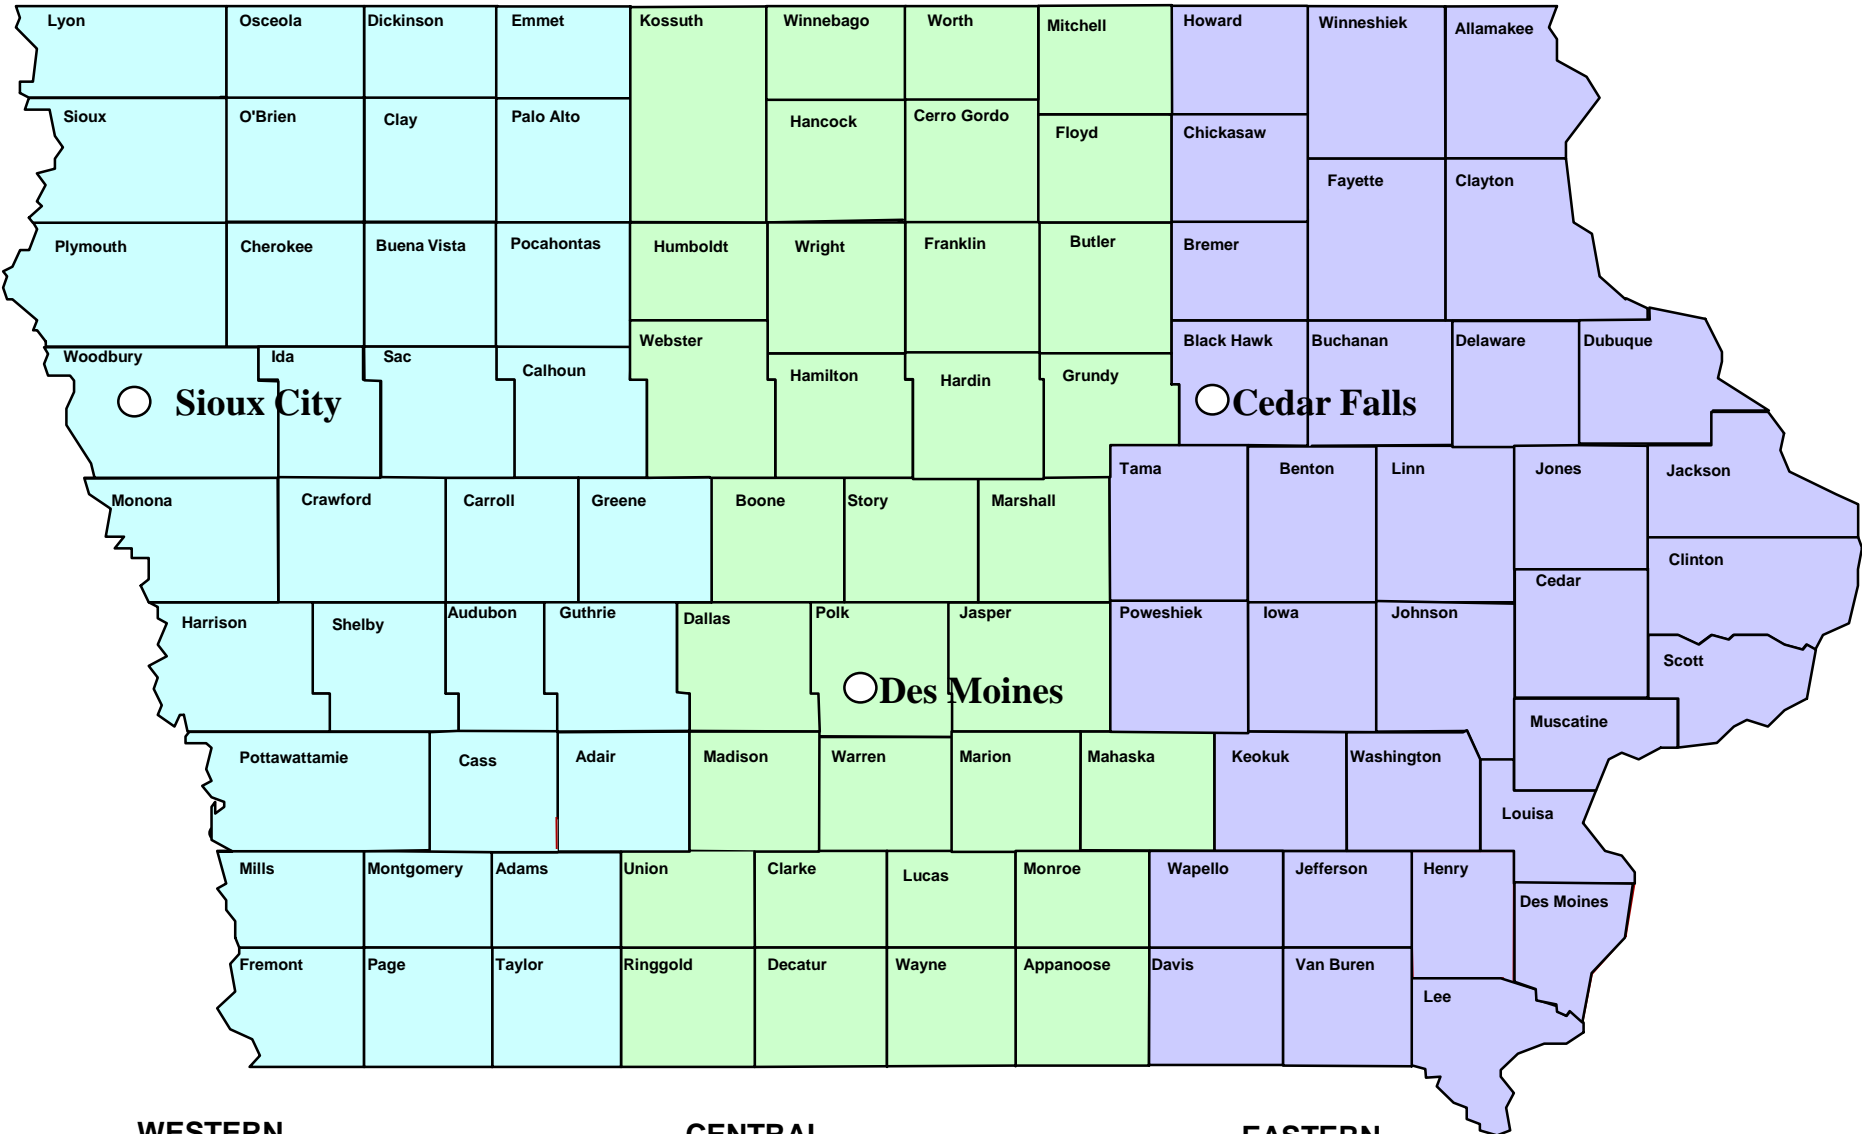 Lyon Osceola Dickinson Emmet Kossuth Winnebago Worth Mitchell Howard Winneshiek Allamakee
Sioux O'Brien Clay Palo Alto Hancock Cerro Gordo Floyd Chickasaw
Fayette Clayton
Plymouth Cherokee Buena Vista Pocahontas Humboldt Wright Franklin Butler Bremer
Webster Black Hawk Buchanan Delaware Dubuque
Woodbury Ida Sac Calhoun Hamilton Hardin Grundy
Sioux City Cedar Falls
Tama Benton Linn Jones Jackson
Monona Crawford Carroll Greene Boone Story Marshall
Clinton
Cedar
Harrison Shelby Audubon Guthrie Dallas Polk Jasper Poweshiek Iowa Johnson
Scott
Des Moines
Muscatine
Pottawattamie Cass Adair Madison Warren Marion Mahaska Keokuk Washington
Louisa
Mills Montgomery Adams Union Clarke Lucas Monroe Wapello Jefferson Henry
Des Moines
Fremont Page Taylor Ringgold Decatur Wayne Appanoose Davis Van Buren
Lee
WESTERN CENTRAL EASTERN